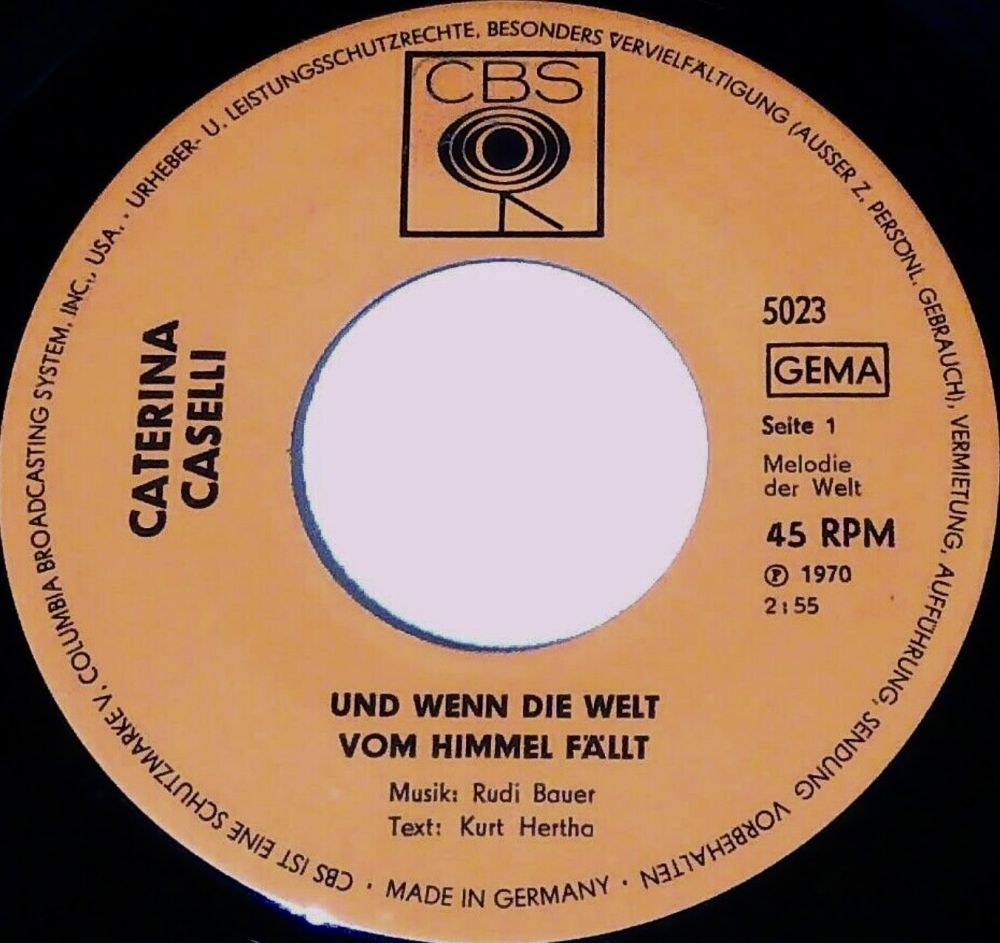 CBS IST EINE SCHUTZMARKE V. COLUMBIA BROADCASTING SYSTEM, INC., USA. · URHEBER- U. LEISTUNGSSCHUTZRECHTE, BESONDERS VERVIELFÄLTIGUNG (AUSSER Z. PERSÖNL. GEBRAUCH), VERMIETUNG, AUFFÜHRUNG, SENDUNG VORBEHALTEN · MADE IN GERMANY ·
CBS
CATERINA
CASELLI
5023
GEMA
Seite 1
Melodie
der Welt
45 RPM
℗ 1970
2:55
UND WENN DIE WELT
VOM HIMMEL FÄLLT
Musik: Rudi Bauer
Text: Kurt Hertha